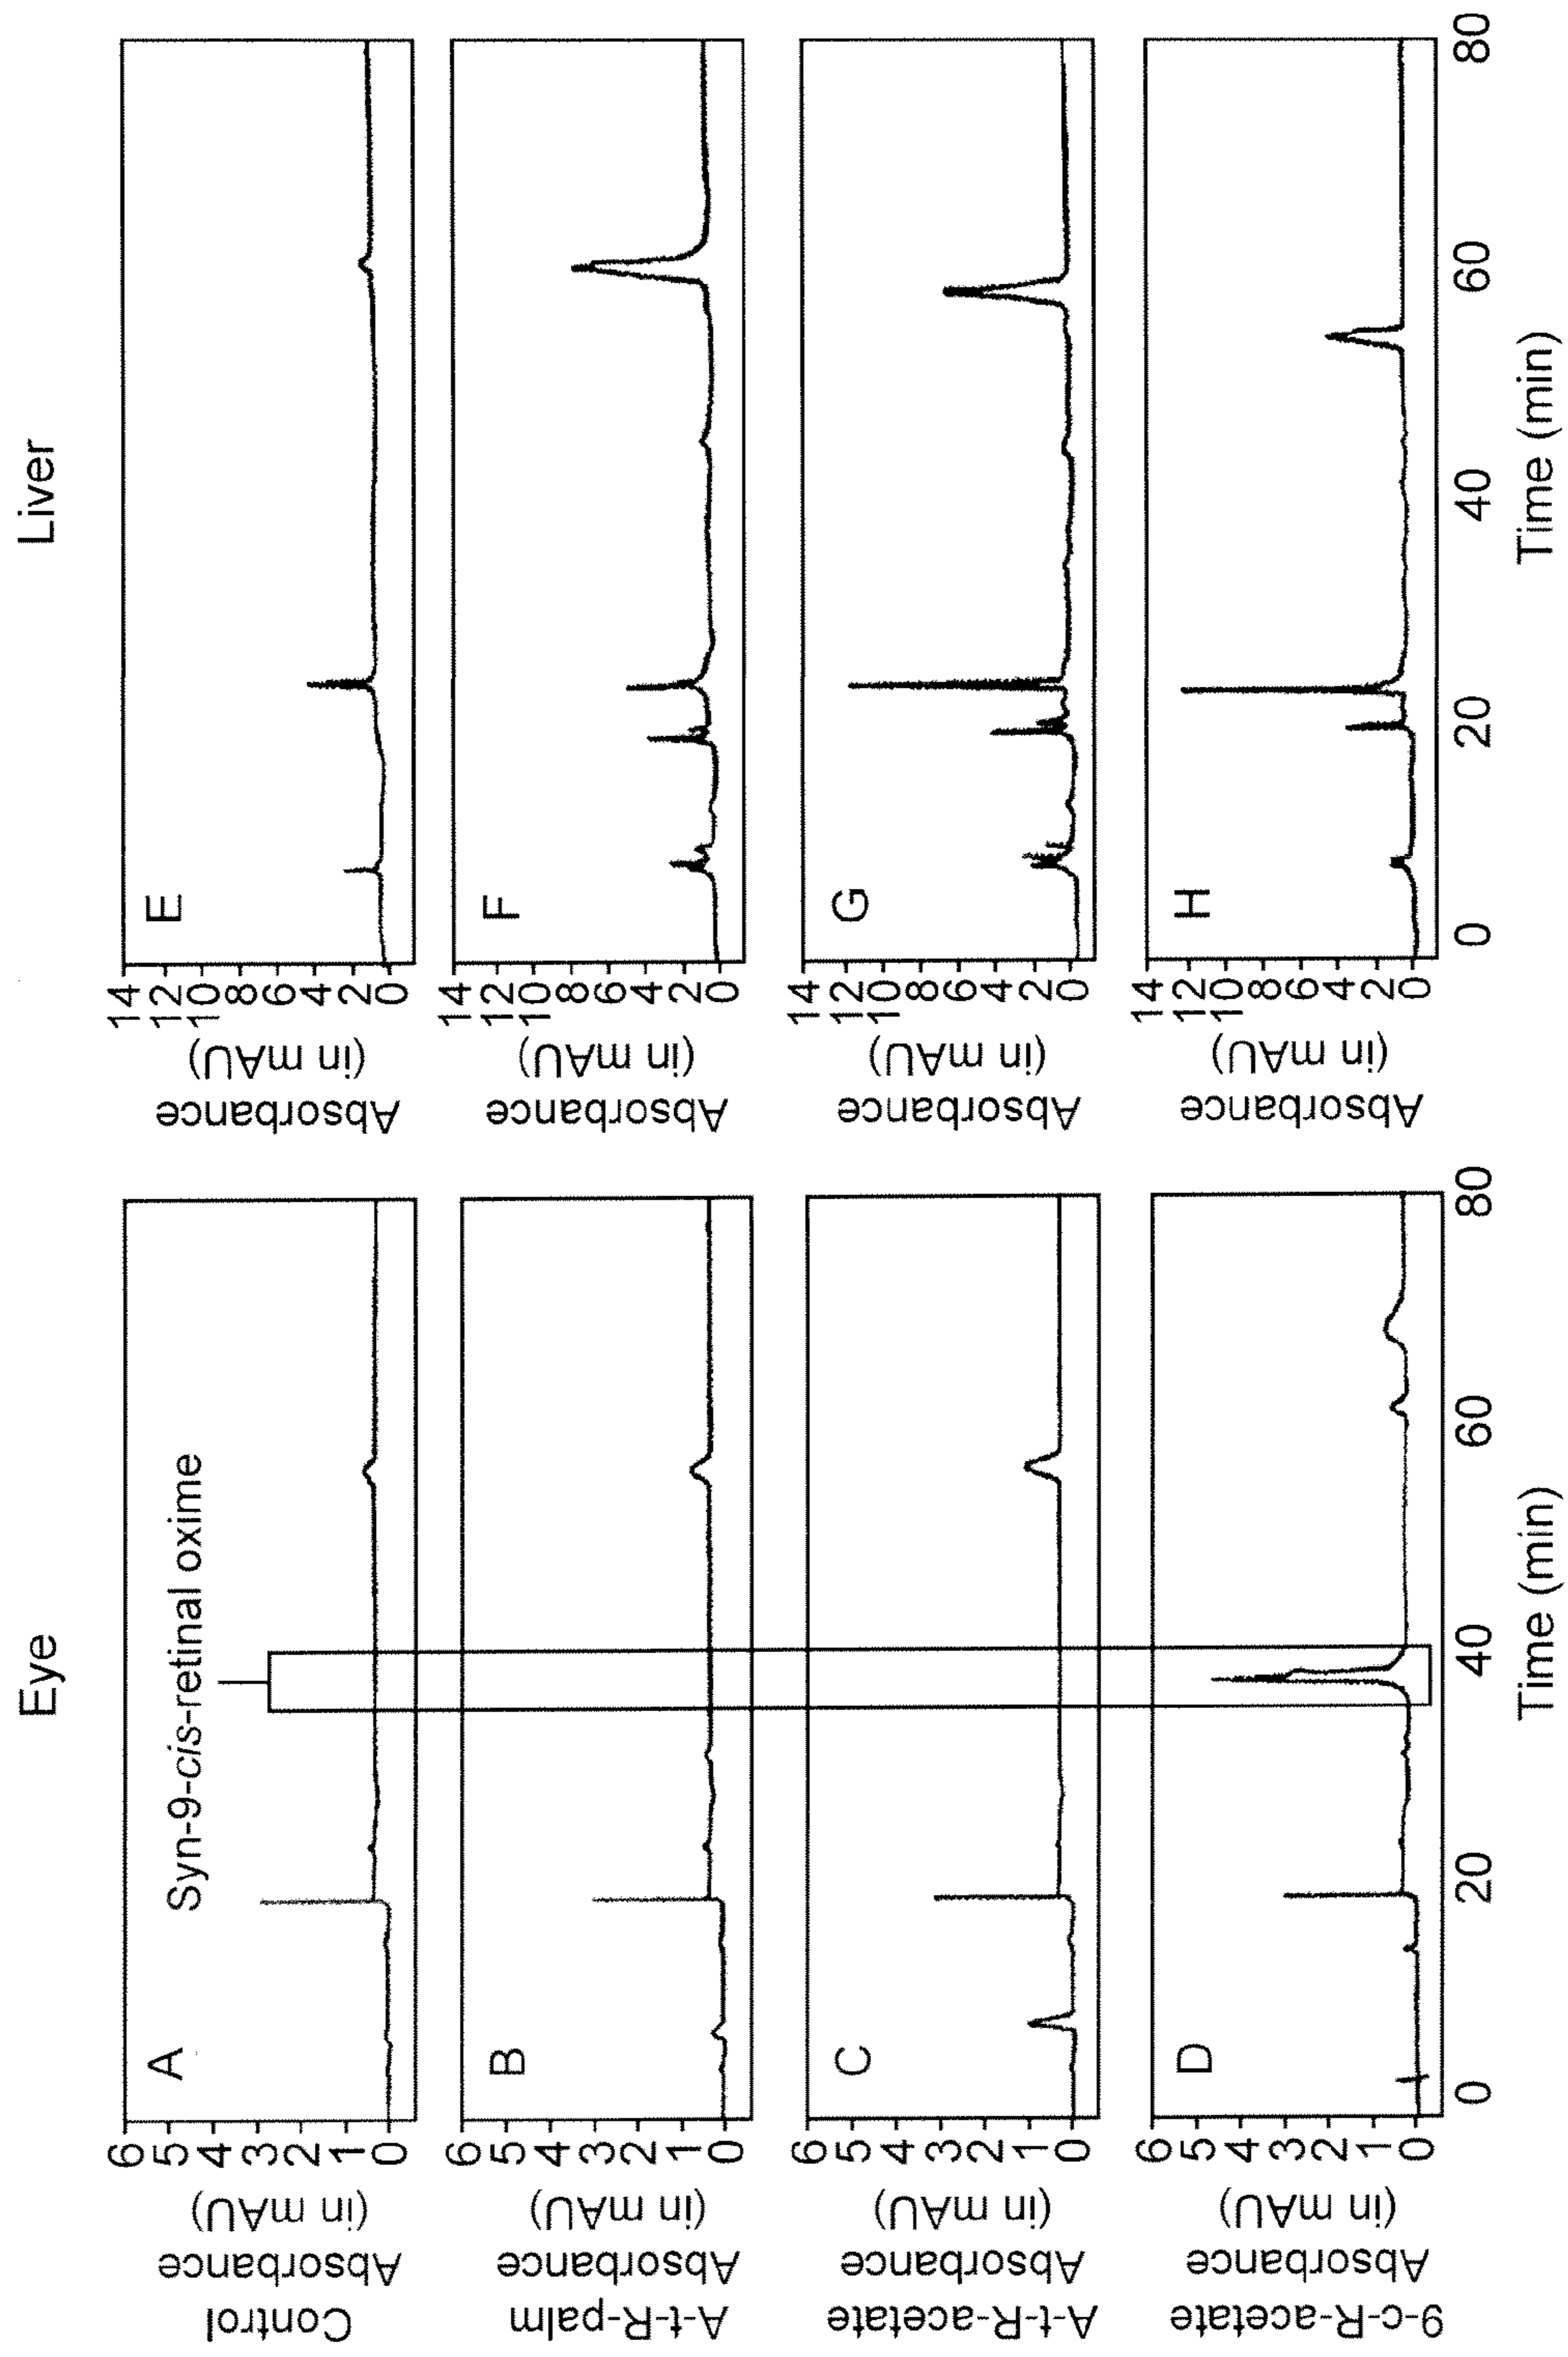 Eye
Liver
Control
Absorbance
(in mAU)
6
5
4
3
2
1
0
A
Syn-9-cis-retinal oxime
Absorbance
(in mAU)
14
12
10
8
6
4
2
0
E
A-t-R-palm
Absorbance
(in mAU)
6
5
4
3
2
1
0
B
Absorbance
(in mAU)
14
12
10
8
6
4
2
0
F
A-t-R-acetate
Absorbance
(in mAU)
6
5
4
3
2
1
0
C
Absorbance
(in mAU)
14
12
10
8
6
4
2
0
G
9-c-R-acetate
Absorbance
(in mAU)
6
5
4
3
2
1
0
D
Absorbance
(in mAU)
14
12
10
8
6
4
2
0
H
0 20 40 60 80
Time (min)
0 20 40 60 80
Time (min)